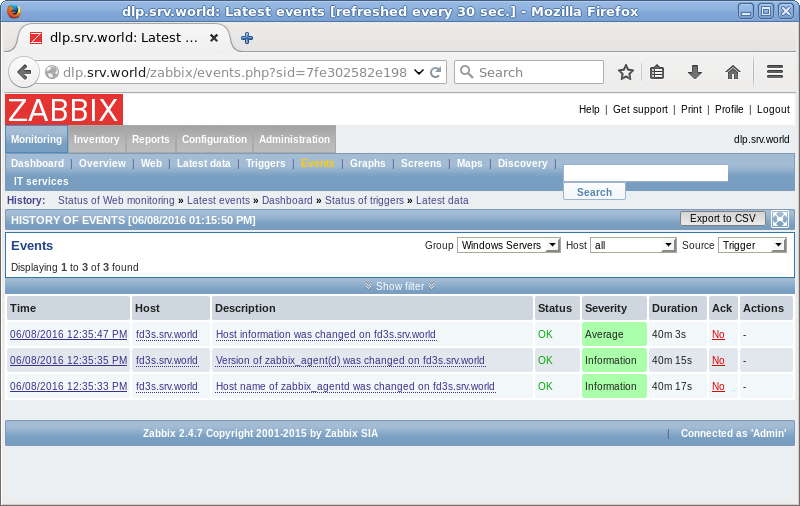 dlp.srv.world: Latest events [refreshed every 30 sec.] - Mozilla Firefox
dlp.srv.world: Latest ...
dlp.srv.world/zabbix/events.php?sid=7fe302582e198
Search
ZABBIX
Help | Get support | Print | Profile | Logout
Monitoring Inventory Reports Configuration Administration
dlp.srv.world
Dashboard | Overview | Web | Latest data | Triggers | Events | Graphs | Screens | Maps | Discovery |
IT services
Search
History: Status of Web monitoring » Latest events » Dashboard » Status of triggers » Latest data
HISTORY OF EVENTS [06/08/2016 01:15:50 PM]
Export to CSV
Events
Group Windows Servers Host all Source Trigger
Displaying 1 to 3 of 3 found
Show filter
Time Host Description Status Severity Duration Ack Actions
06/08/2016 12:35:47 PM fd3s.srv.world Host information was changed on fd3s.srv.world OK Average 40m 3s No -
06/08/2016 12:35:35 PM fd3s.srv.world Version of zabbix_agent(d) was changed on fd3s.srv.world OK Information 40m 15s No -
06/08/2016 12:35:33 PM fd3s.srv.world Host name of zabbix_agentd was changed on fd3s.srv.world OK Information 40m 17s No -
Zabbix 2.4.7 Copyright 2001-2015 by Zabbix SIA
| Connected as 'Admin'